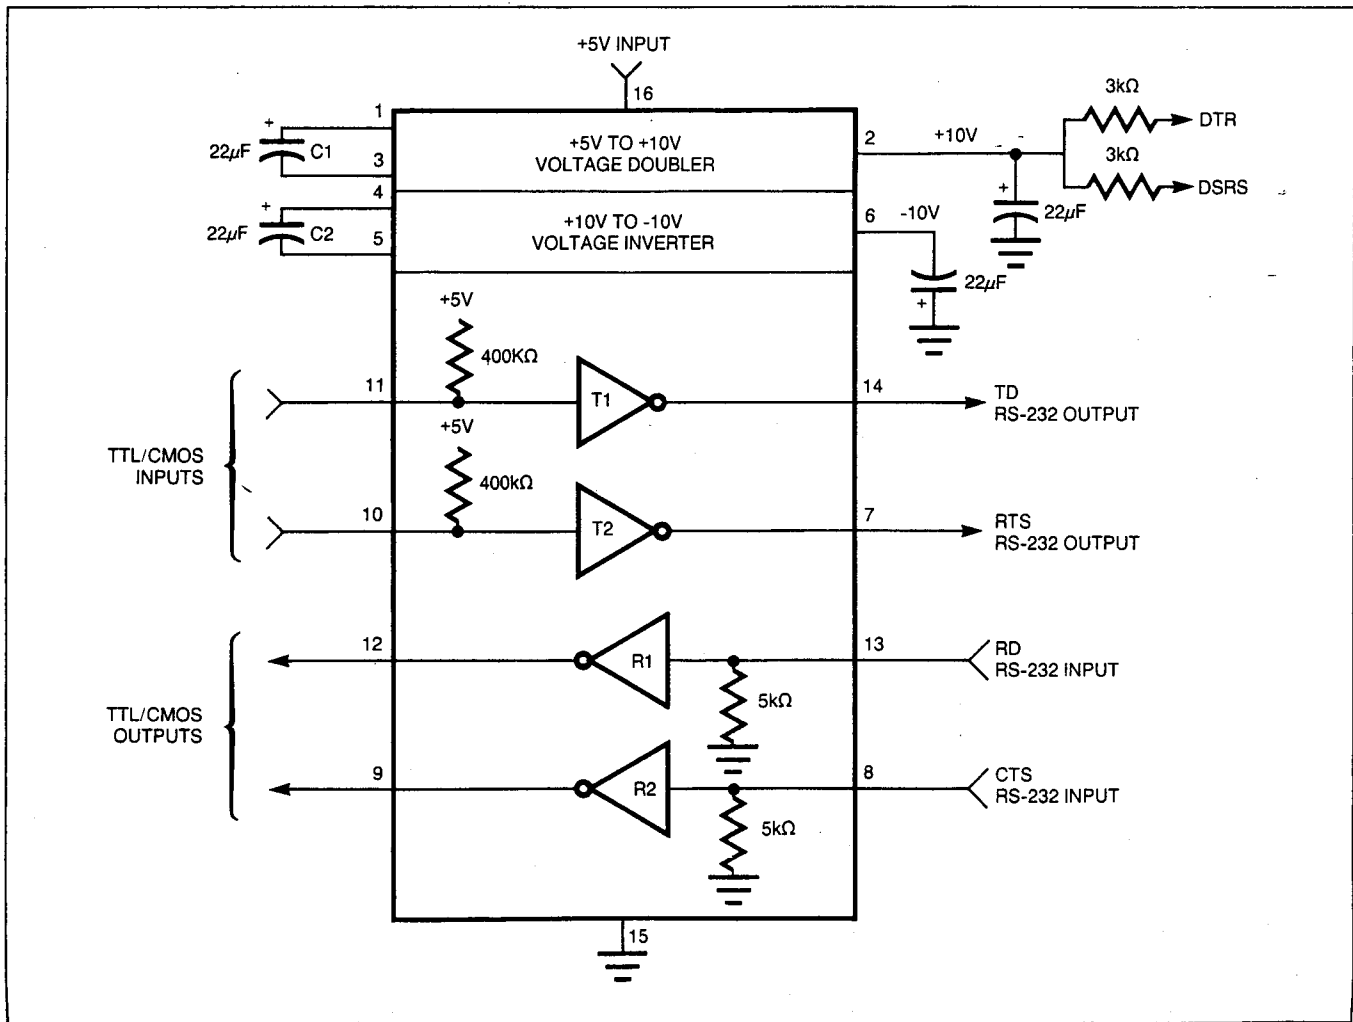 +5V INPUT
16
1
+
22µF
C1
3
+5V TO +10V
VOLTAGE DOUBLER
2
+10V
3kΩ
DTR
3kΩ
DSRS
+
22µF
4
+
22µF
C2
5
+10V TO -10V
VOLTAGE INVERTER
6
-10V
22µF
+
+5V
400KΩ
11
T1
14
TD
RS-232 OUTPUT
+5V
400kΩ
TTL/CMOS
INPUTS
10
T2
7
RTS
RS-232 OUTPUT
12
R1
13
RD
RS-232 INPUT
5kΩ
TTL/CMOS
OUTPUTS
9
R2
8
CTS
RS-232 INPUT
5kΩ
15